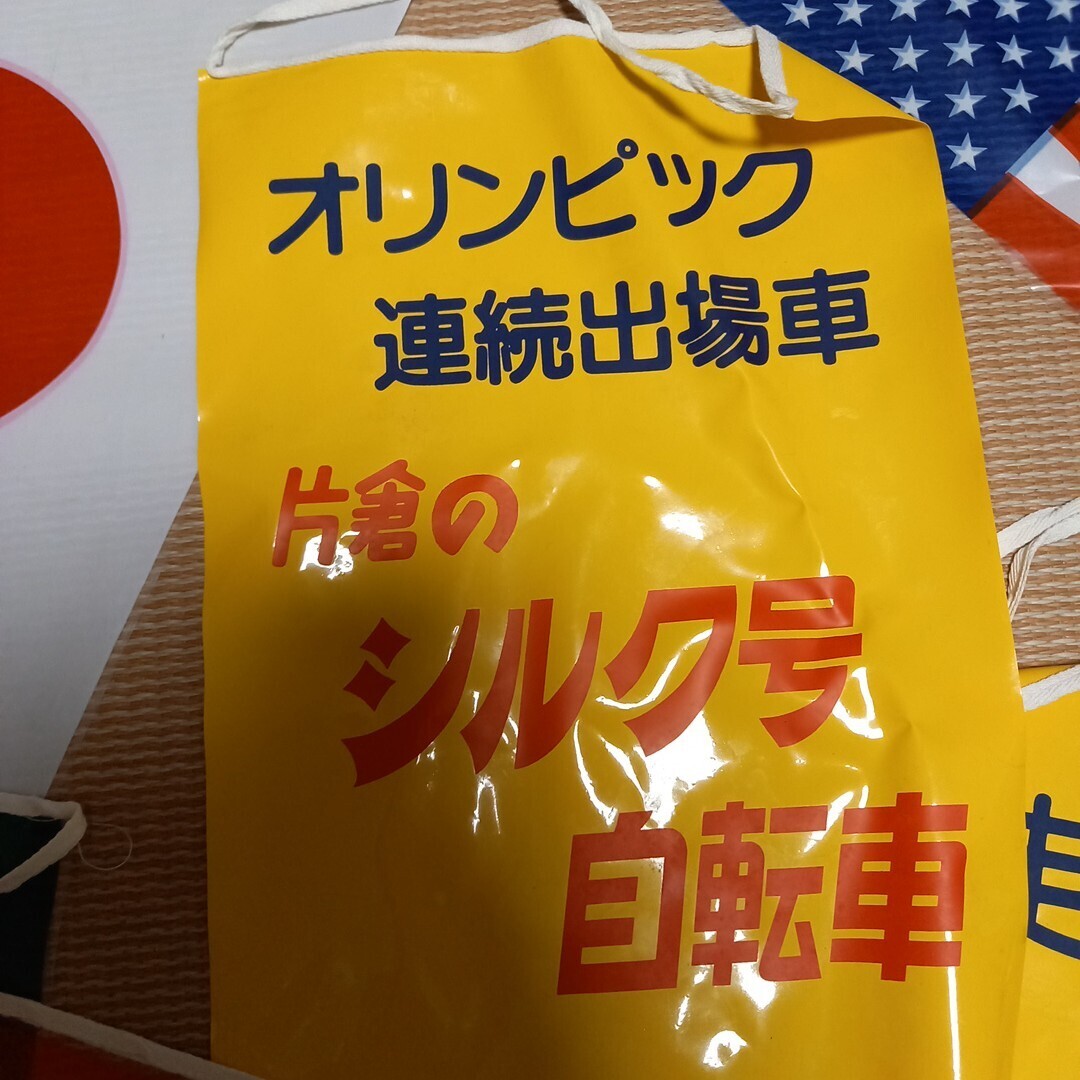 オリンピック
連続出場車
片倉の
シルク号
自転車